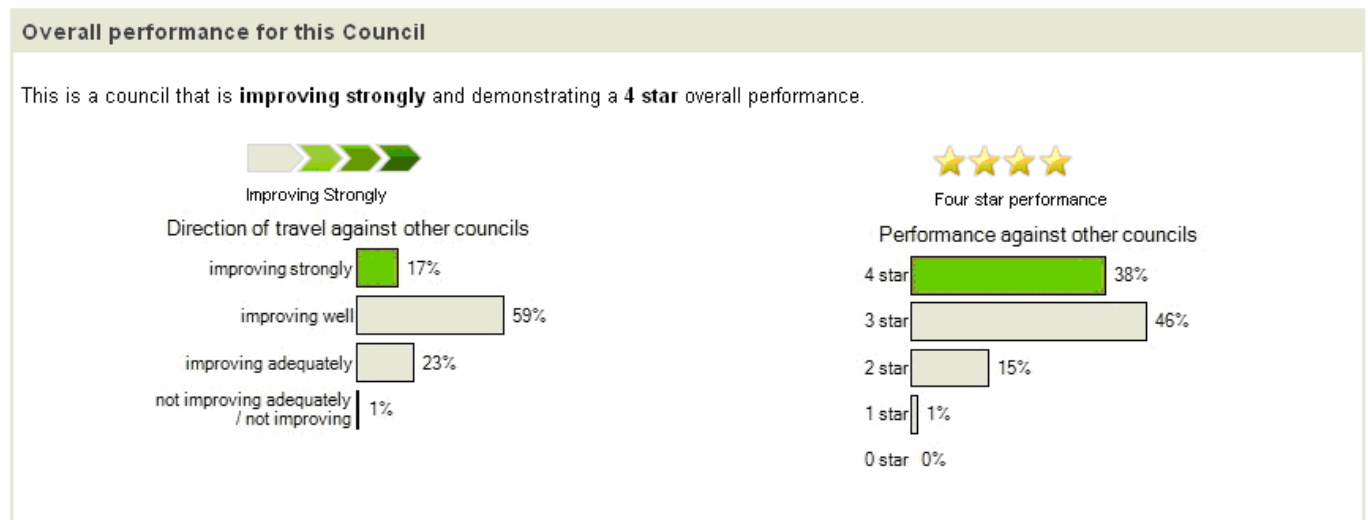 Overall performance for this Council
This is a council that is improving strongly and demonstrating a 4 star overall performance.
Improving Strongly
Direction of travel against other councils
improving strongly 17%
improving well 59%
improving adequately 23%
not improving adequately
/ not improving 1%
Four star performance
Performance against other councils
4 star 38%
3 star 46%
2 star 15%
1 star 1%
0 star 0%